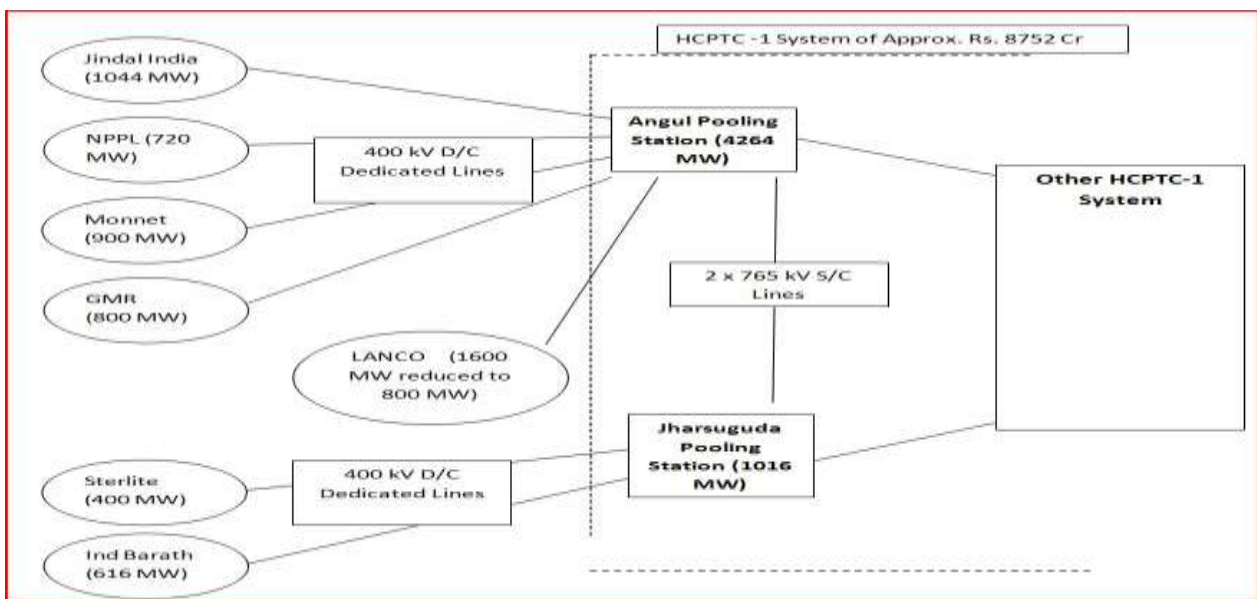 HCPTC -1 System of Approx. Rs. 8752 Cr
Jindal India
(1044 MW)
NPPL (720
MW)
400 kV D/C
Dedicated Lines
Angul Pooling
Station (4264
MW)
Other HCPTC-1
System
Monnet
(900 MW)
GMR
(800 MW)
2 x 765 kV S/C
Lines
LANCO (1600
MW reduced to
800 MW)
Jharsuguda
Pooling
Station (1016
MW)
Sterlite
(400 MW)
400 kV D/C
Dedicated Lines
Ind Barath
(616 MW)